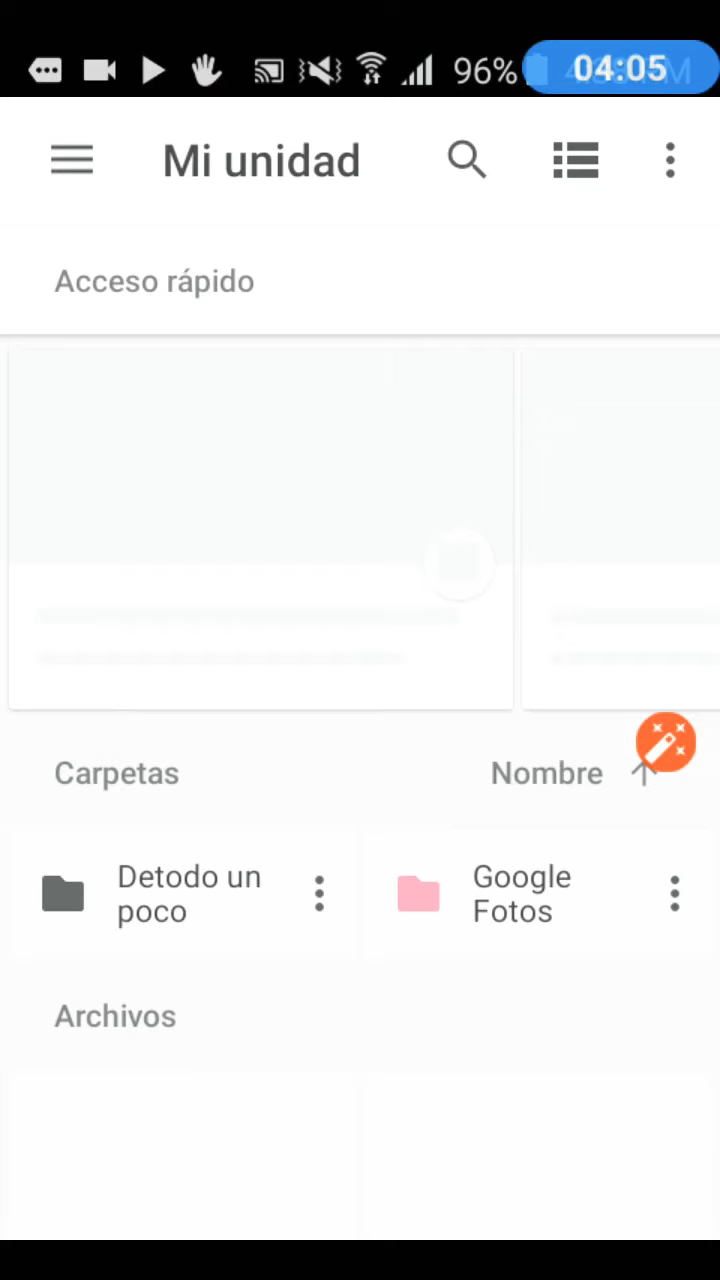 96% 04:05
Mi unidad
Acceso rápido
Carpetas Nombre
Detodo un
poco
Google
Fotos
Archivos